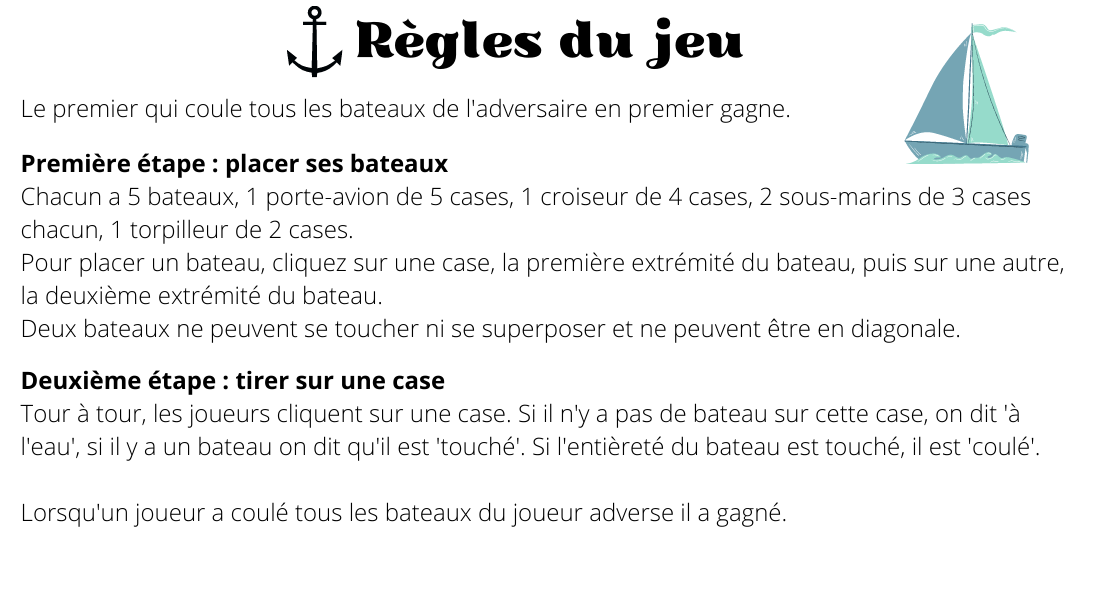 Règles du jeu
Le premier qui coule tous les bateaux de l'adversaire en premier gagne.
Première étape : placer ses bateaux
Chacun a 5 bateaux, 1 porte-avion de 5 cases, 1 croiseur de 4 cases, 2 sous-marins de 3 cases
chacun, 1 torpilleur de 2 cases.
Pour placer un bateau, cliquez sur une case, la première extrémité du bateau, puis sur une autre,
la deuxième extrémité du bateau.
Deux bateaux ne peuvent se toucher ni se superposer et ne peuvent être en diagonale.
Deuxième étape : tirer sur une case
Tour à tour, les joueurs cliquent sur une case. Si il n'y a pas de bateau sur cette case, on dit 'à
l'eau', si il y a un bateau on dit qu'il est 'touché'. Si l'entièreté du bateau est touché, il est 'coulé'.
Lorsqu'un joueur a coulé tous les bateaux du joueur adverse il a gagné.